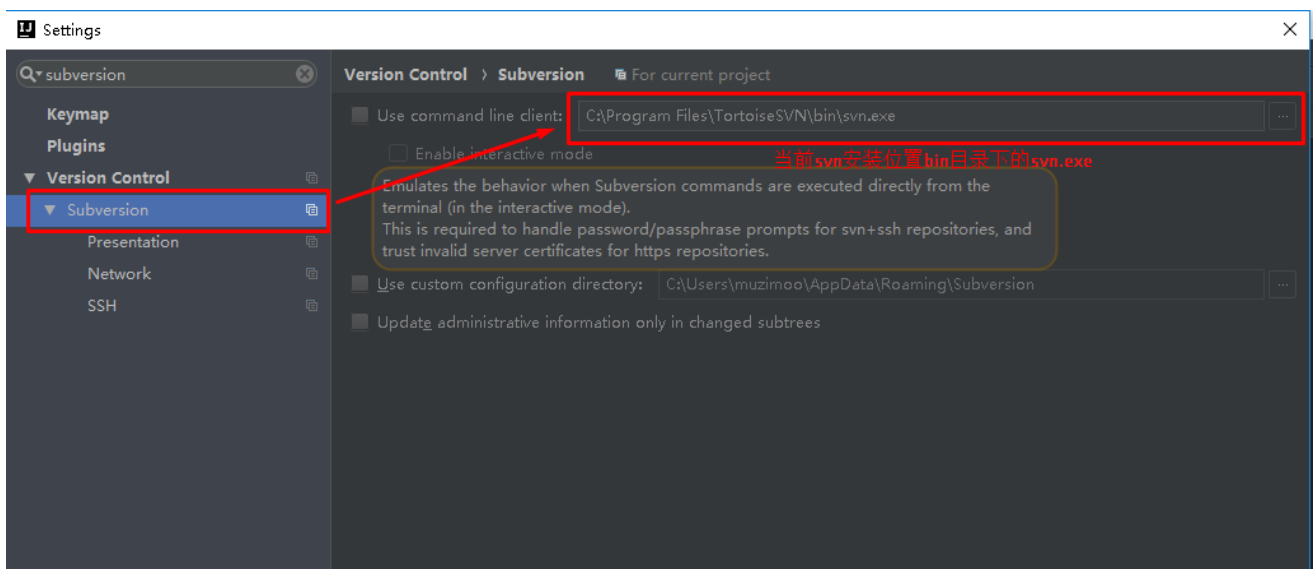 Settings
subversion
Version Control › Subversion For current project
Keymap
Plugins
Version Control
Subversion
Presentation
Network
SSH
Use command line client: C:\Program Files\TortoiseSVN\bin\svn.exe ...
Enable interactive mode
当前svn安装位置bin目录下的svn.exe
Emulates the behavior when Subversion commands are executed directly from the
terminal (in the interactive mode).
This is required to handle password/passphrase prompts for svn+ssh repositories, and
trust invalid server certificates for https repositories.
Use custom configuration directory: C:\Users\muzimoo\AppData\Roaming\Subversion ...
Update administrative information only in changed subtrees